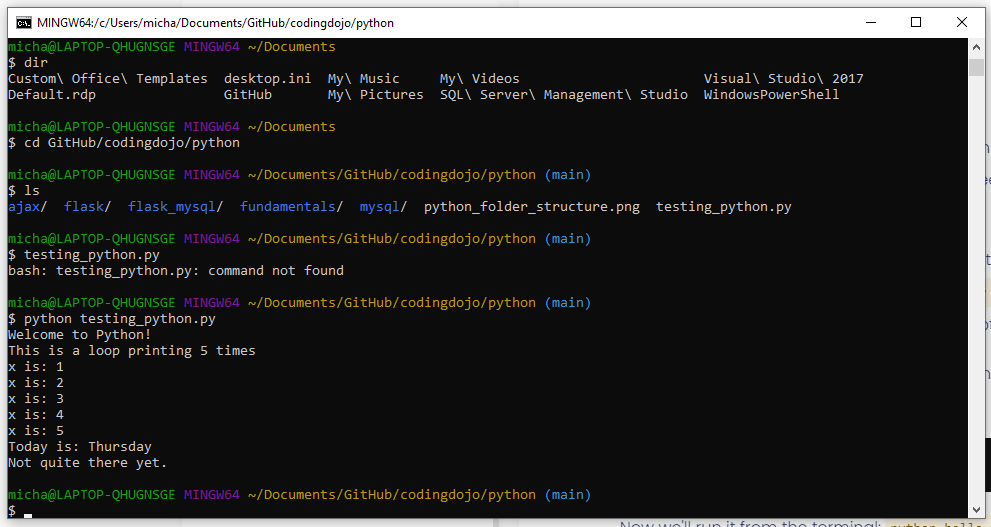 MINGW64:/c/Users/micha/Documents/GitHub/codingdojo/python
micha@LAPTOP-QHUGNSGE MINGW64 ~/Documents
$ dir
Custom\ Office\ Templates  desktop.ini  My\ Music     My\ Videos                       Visual\ Studio\ 2017
Default.rdp                GitHub       My\ Pictures  SQL\ Server\ Management\ Studio  WindowsPowerShell
micha@LAPTOP-QHUGNSGE MINGW64 ~/Documents
$ cd GitHub/codingdojo/python
micha@LAPTOP-QHUGNSGE MINGW64 ~/Documents/GitHub/codingdojo/python (main)
$ ls
ajax/  flask/  flask_mysql/  fundamentals/  mysql/  python_folder_structure.png  testing_python.py
micha@LAPTOP-QHUGNSGE MINGW64 ~/Documents/GitHub/codingdojo/python (main)
$ testing_python.py
bash: testing_python.py: command not found
micha@LAPTOP-QHUGNSGE MINGW64 ~/Documents/GitHub/codingdojo/python (main)
$ python testing_python.py
Welcome to Python!
This is a loop printing 5 times
x is: 1
x is: 2
x is: 3
x is: 4
x is: 5
Today is: Thursday
Not quite there yet.
micha@LAPTOP-QHUGNSGE MINGW64 ~/Documents/GitHub/codingdojo/python (main)
$
Now we'll run it from the terminal: python hello